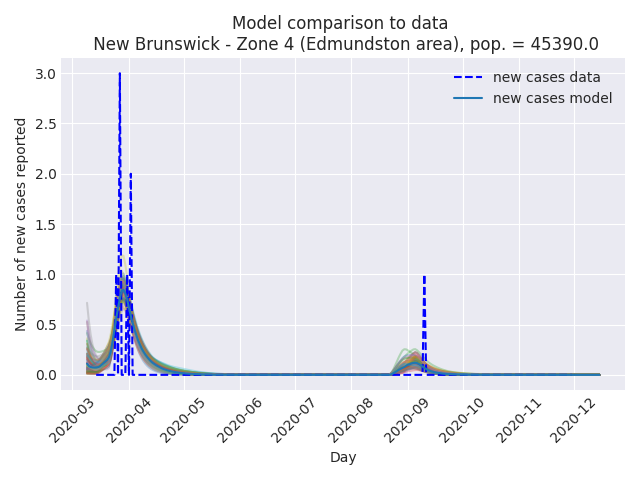 Model comparison to data
New Brunswick - Zone 4 (Edmundston area), pop. = 45390.0
new cases data
new cases model
Number of new cases reported
3.0
2.5
2.0
1.5
1.0
0.5
0.0
2020-03
2020-04
2020-05
2020-06
2020-07
2020-08
2020-09
2020-10
2020-11
2020-12
Day